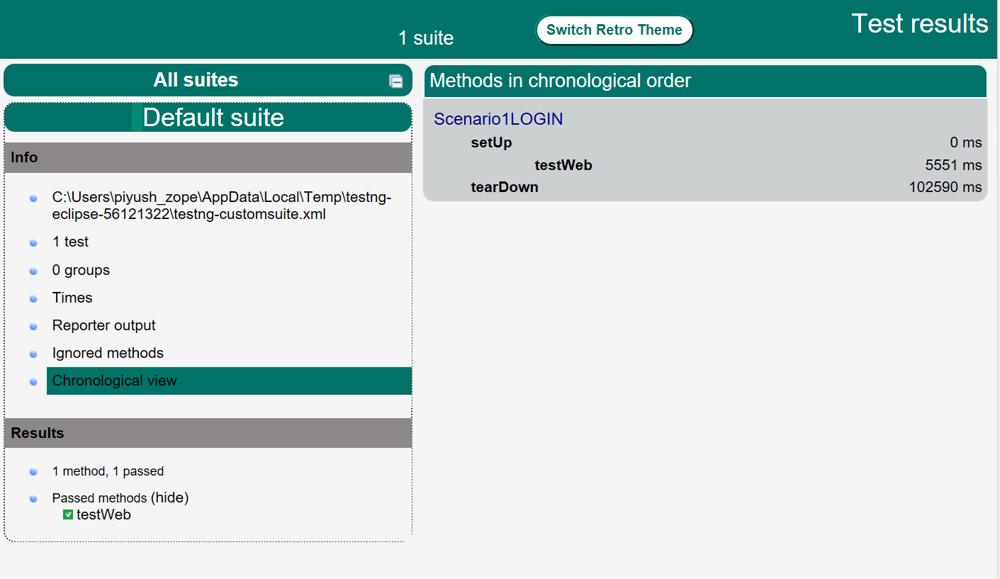 1 suite
Switch Retro Theme
Test results
All suites
Default suite
Info
C:\Users\piyush_zope\AppData\Local\Temp\testng-
eclipse-56121322\testng-customsuite.xml
1 test
0 groups
Times
Reporter output
Ignored methods
Chronological view
Results
1 method, 1 passed
Passed methods (hide)
testWeb
Methods in chronological order
Scenario1LOGIN
setUp 0 ms
testWeb 5551 ms
tearDown 102590 ms